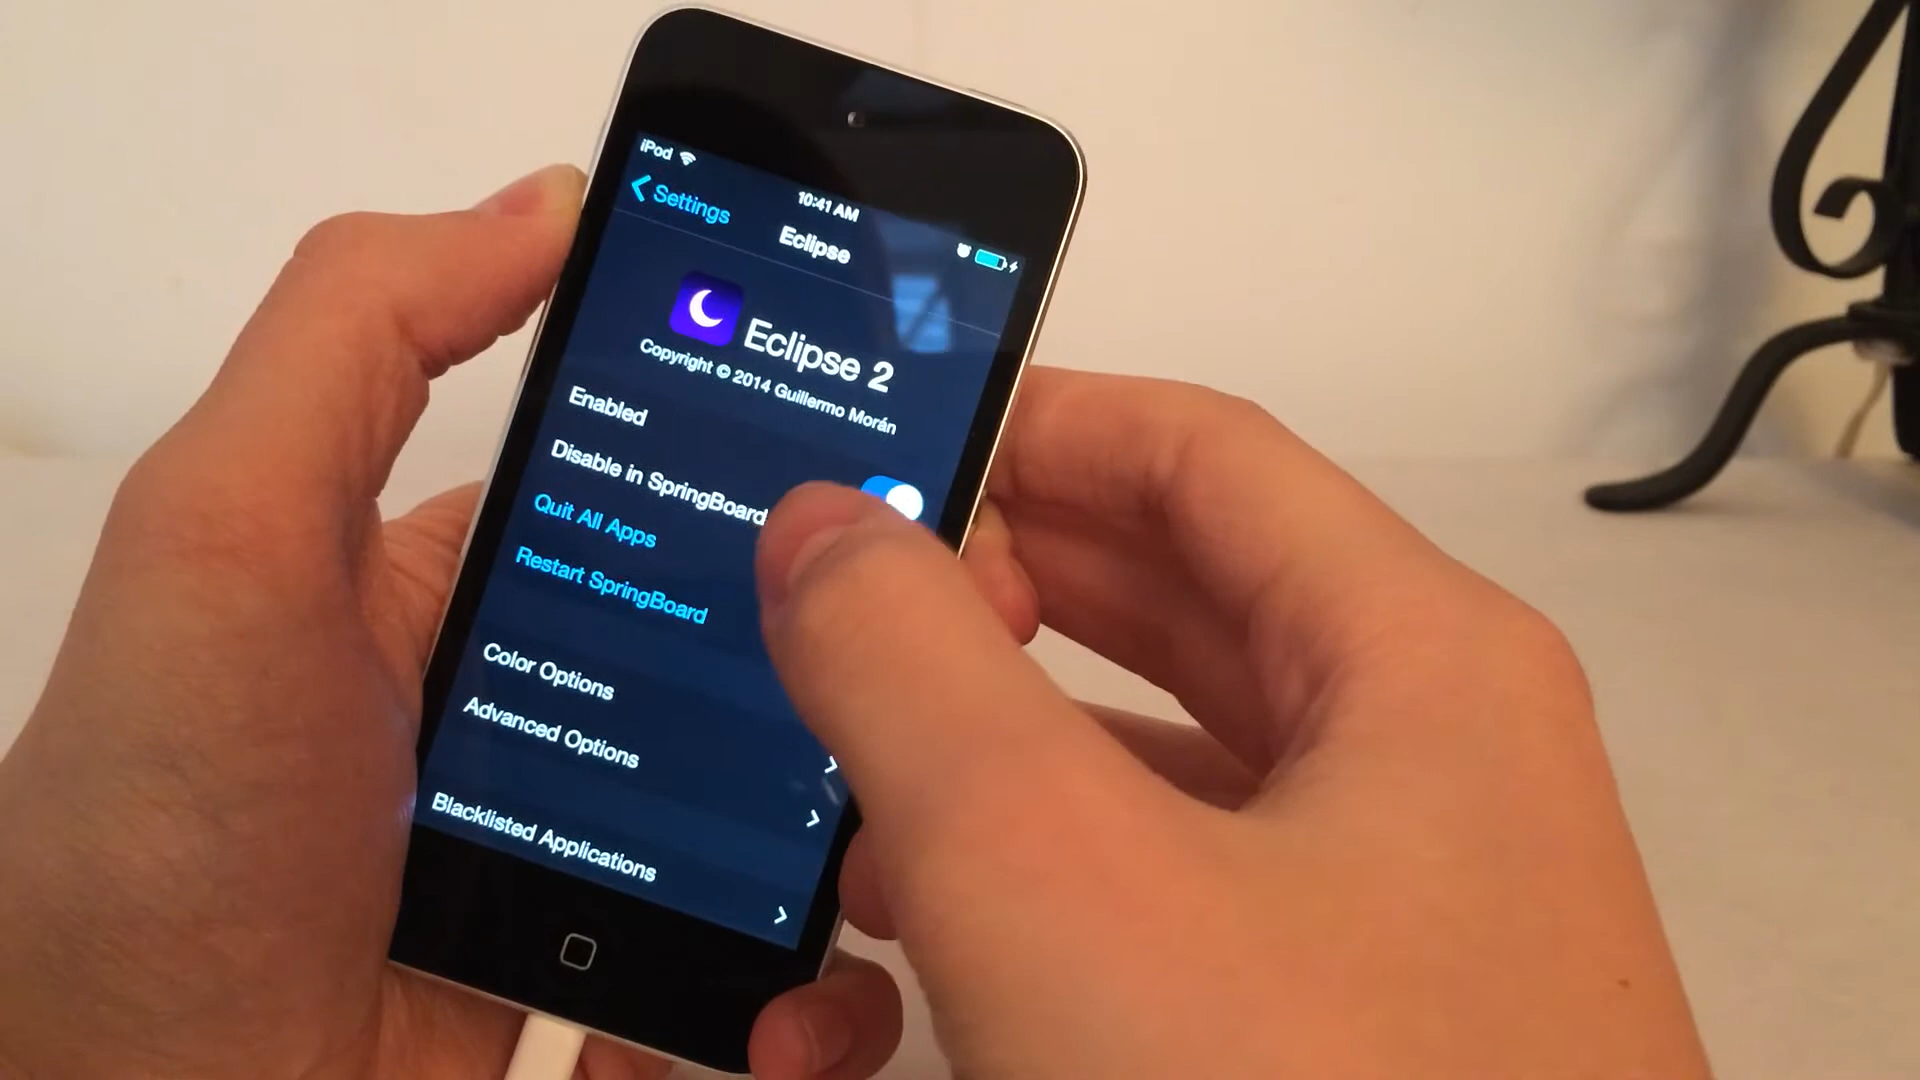 iPod
10:41 AM
Settings
Eclipse
Eclipse 2
Copyright © 2014 Guillermo Morán
Enabled
Disable in SpringBoard
Quit All Apps
Restart SpringBoard
Color Options
Advanced Options
Blacklisted Applications